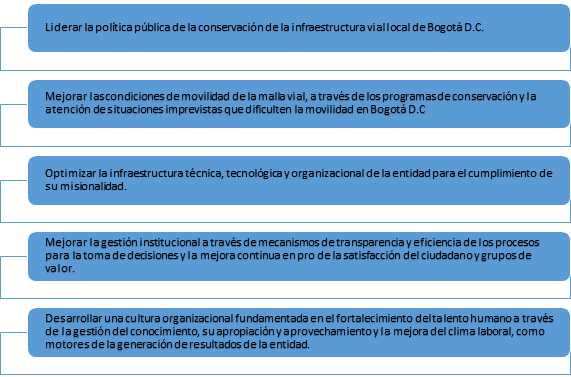 Liderar la política pública de la conservación de la infraestructura vial local de Bogotá D.C.
Mejorar las condiciones de movilidad de la malla vial, a través de los programas de conservación y la
atención de situaciones imprevistas que dificulten la movilidad en Bogotá D.C
Optimizar la infraestructura técnica, tecnológica y organizacional de la entidad para el cumplimiento de
su misionalidad.
Mejorar la gestión institucional a través de mecanismos de transparencia y eficiencia de los procesos
para la toma de decisiones y la mejora continua en pro de la satisfacción del ciudadano y grupos de
valor.
Desarrollar una cultura organizacional fundamentada en el fortalecimiento del talento humano a través
de la gestión del conocimiento, su apropiación y aprovechamiento y la mejora del clima laboral, como
motores de la generación de resultados de la entidad.